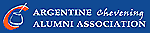 ARGENTINE Chevening
ALUMNI ASSOCIATION